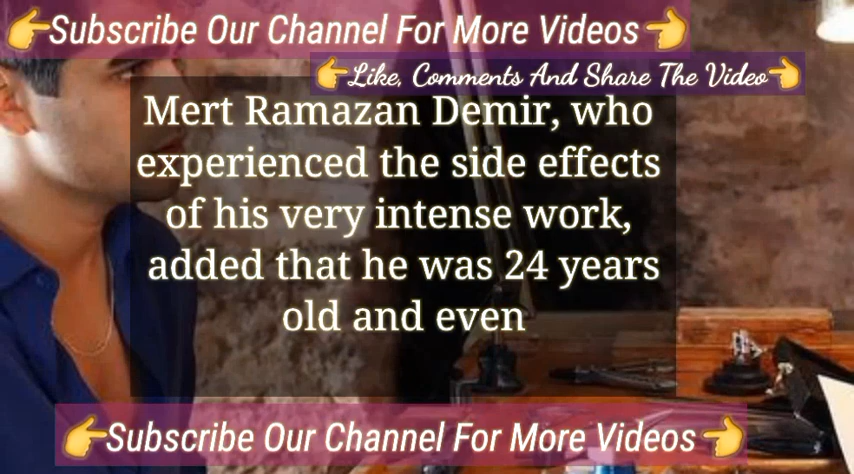 👉Subscribe Our Channel For More Videos👈
👉Like, Comments And Share The Video👈
Mert Ramazan Demir, who
experienced the side effects
of his very intense work,
added that he was 24 years
old and even
👉Subscribe Our Channel For More Videos👈